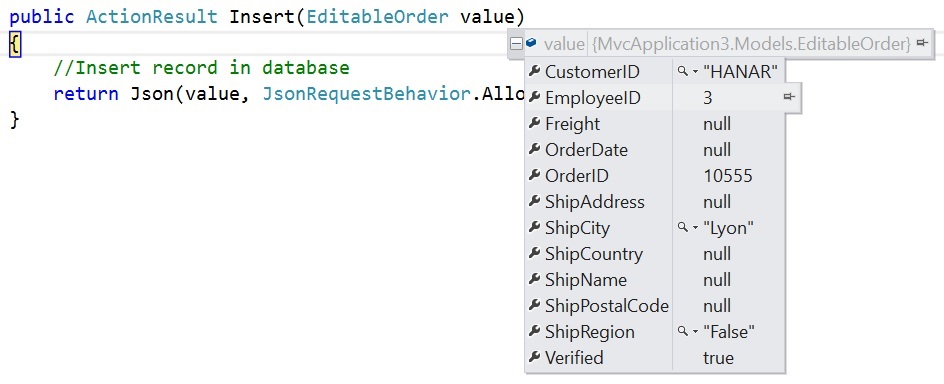 public ActionResult Insert(EditableOrder value)
{
value {MvcApplication3.Models.EditableOrder}
//Insert record in database
return Json(value, JsonRequestBehavior.Allo
}
CustomerID "HANAR"
EmployeeID 3
Freight null
OrderDate null
OrderID 10555
ShipAddress null
ShipCity "Lyon"
ShipCountry null
ShipName null
ShipPostalCode null
ShipRegion "False"
Verified true